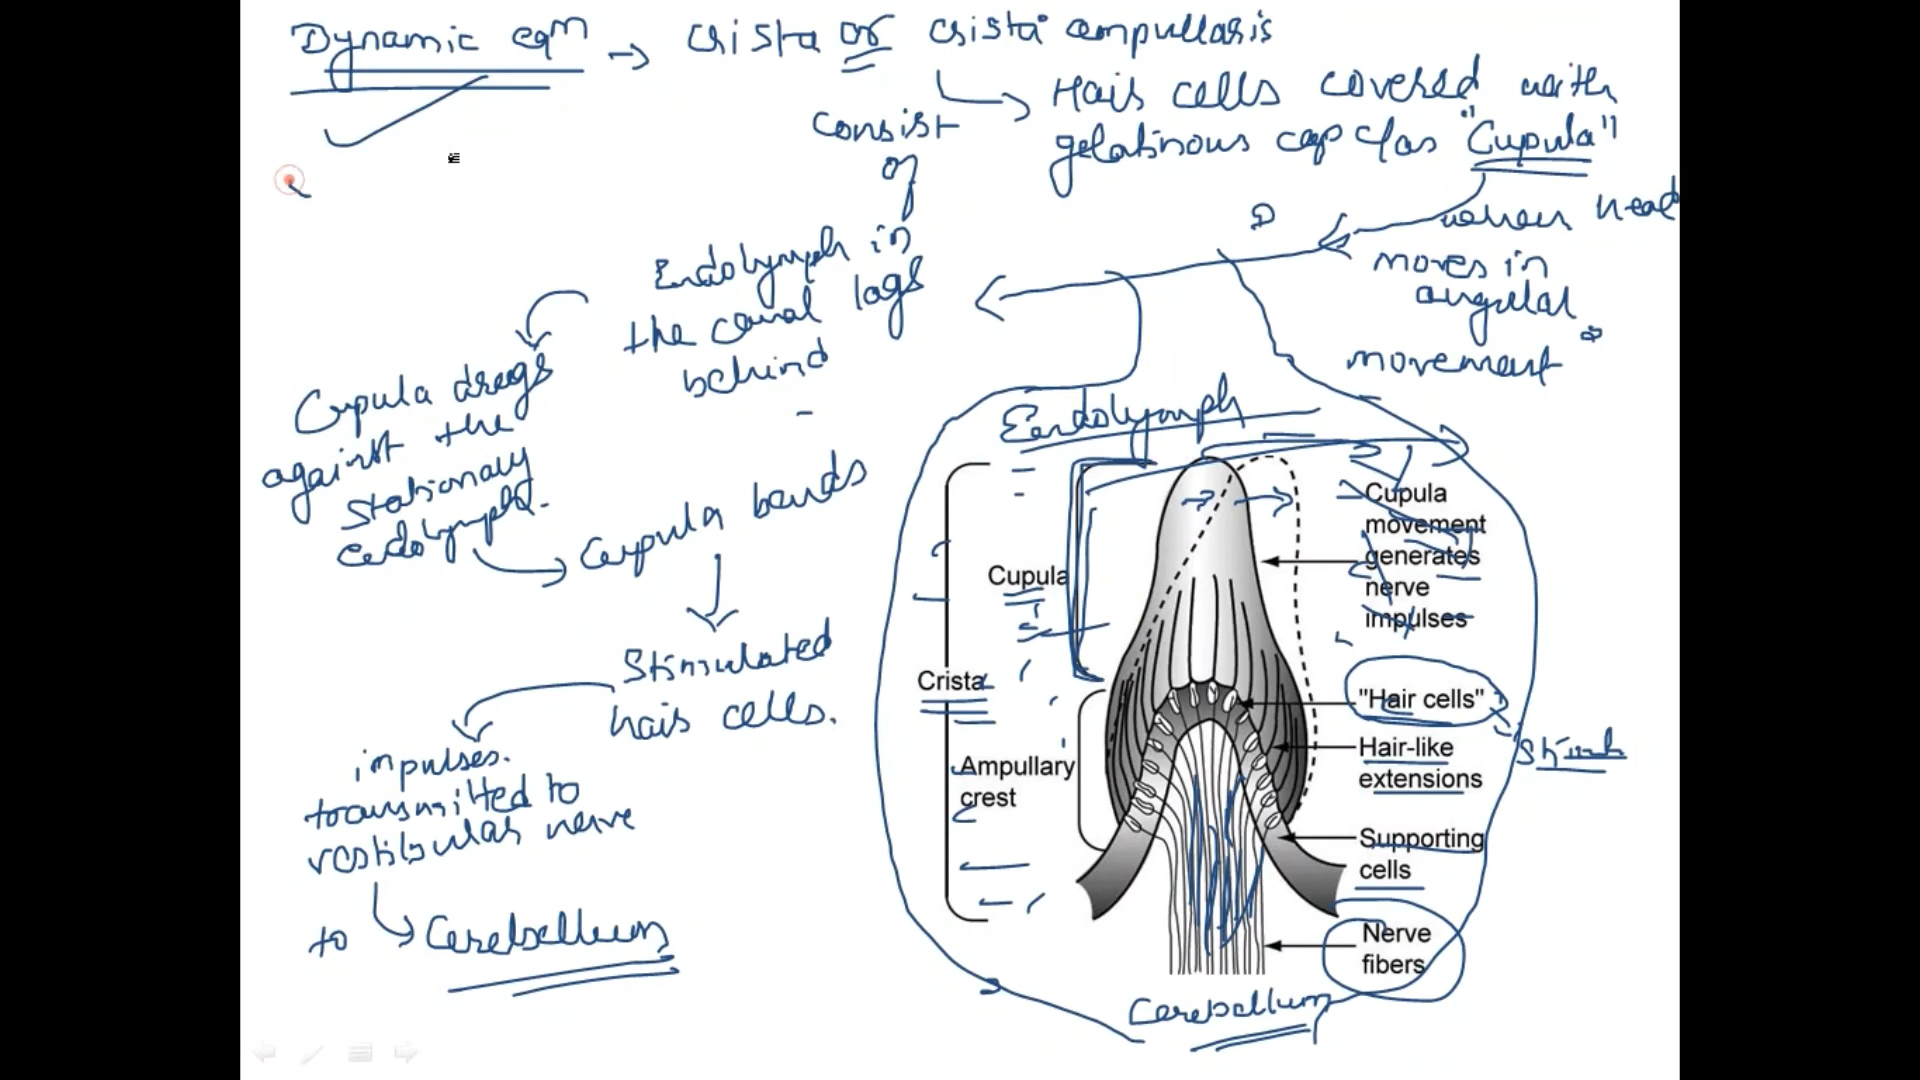 Dynamic eqm → crista or crista ampullaris
Hair cells covered with
gelatinous cap c/as "Cupula"
consist
of
when head
moves in
angular
movement
Endolymph in
the canal lags
behind
Cupula drags
against the
stationary
endolymph.
Cupula bends
Stimulated
hair cells.
impulses.
transmitted to
vestibular nerve
to Cerebellum
Endolymph
Cupula
Crista
Ampullary
crest
Cupula
movement
generates
nerve
impulses
"Hair cells"
Hair-like
extensions
Supporting
cells
Nerve
fibers
Cerebellum